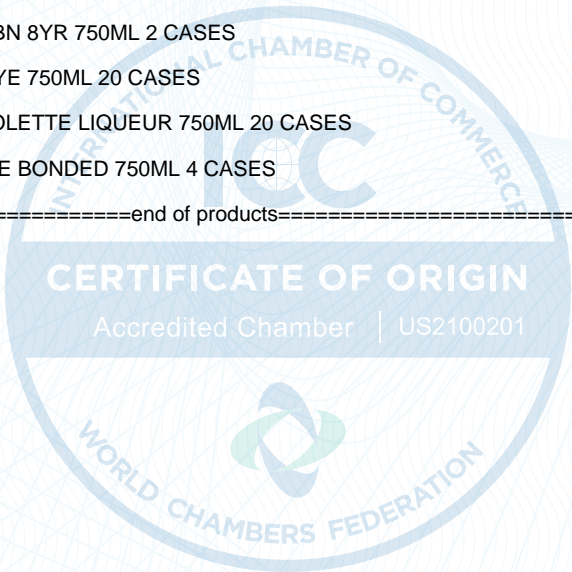 BN 8YR 750ML 2 CASES
YE 750ML 20 CASES
OLETTE LIQUEUR 750ML 20 CASES
E BONDED 750ML 4 CASES
===========end of products========================
INTERNATIONAL CHAMBER OF COMMERCE
ICC
CERTIFICATE OF ORIGIN
Accredited Chamber | US2100201
WORLD CHAMBERS FEDERATION